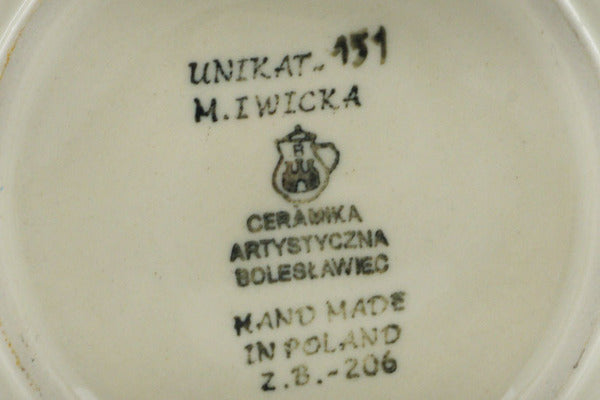 UNIKAT - 151
M. IWICKA
R
CERAMIKA
ARTYSTYCZNA
BOLESŁAWIEC
HAND MADE
IN POLAND
Z.B.-206